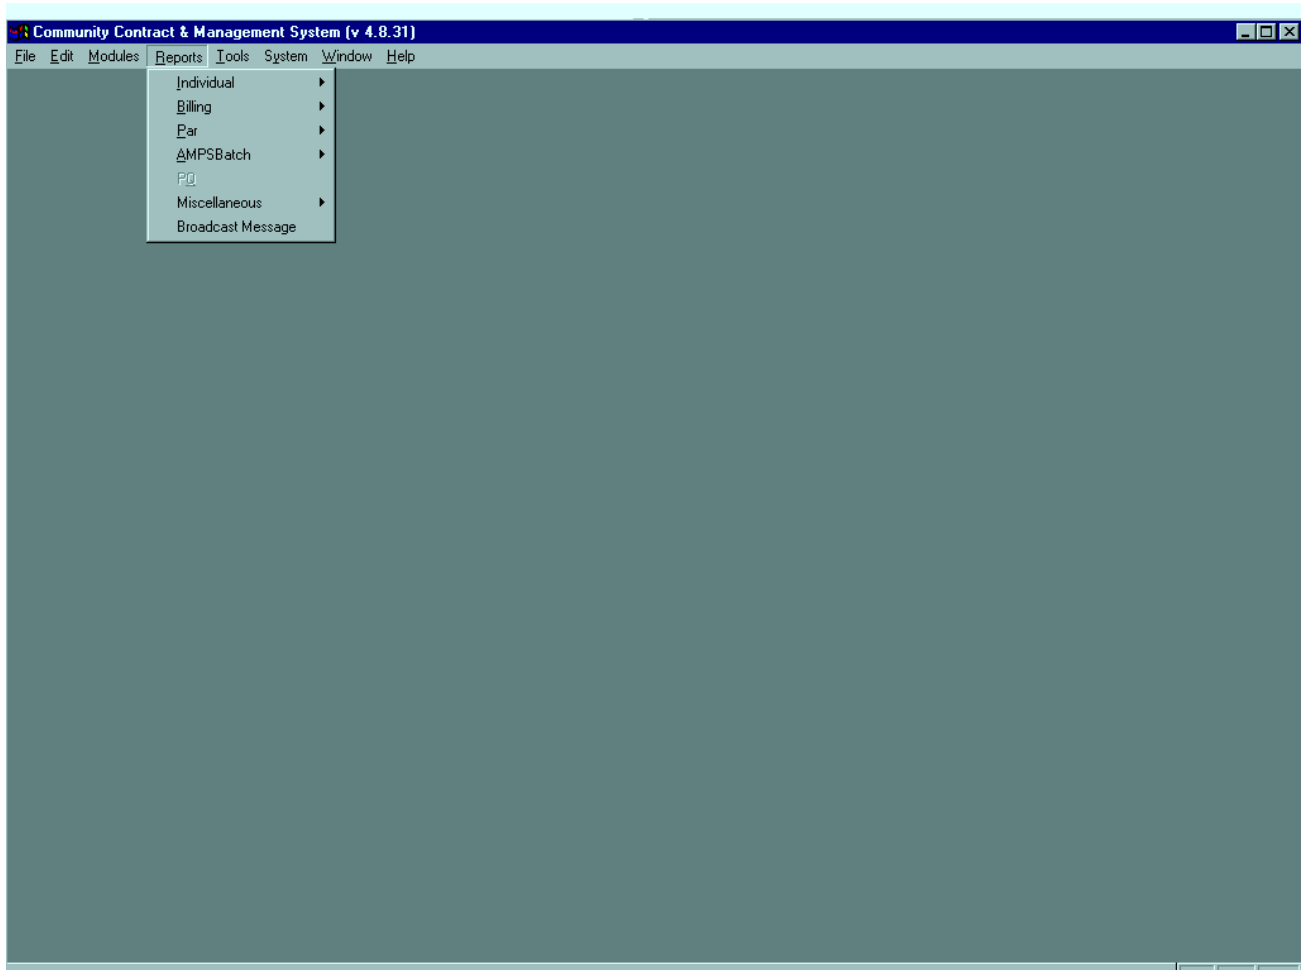 Community Contract & Management System (v 4.8.31)
File Edit Modules Reports Tools System Window Help
Individual
Billing
Par
AMPSBatch
PQ
Miscellaneous
Broadcast Message